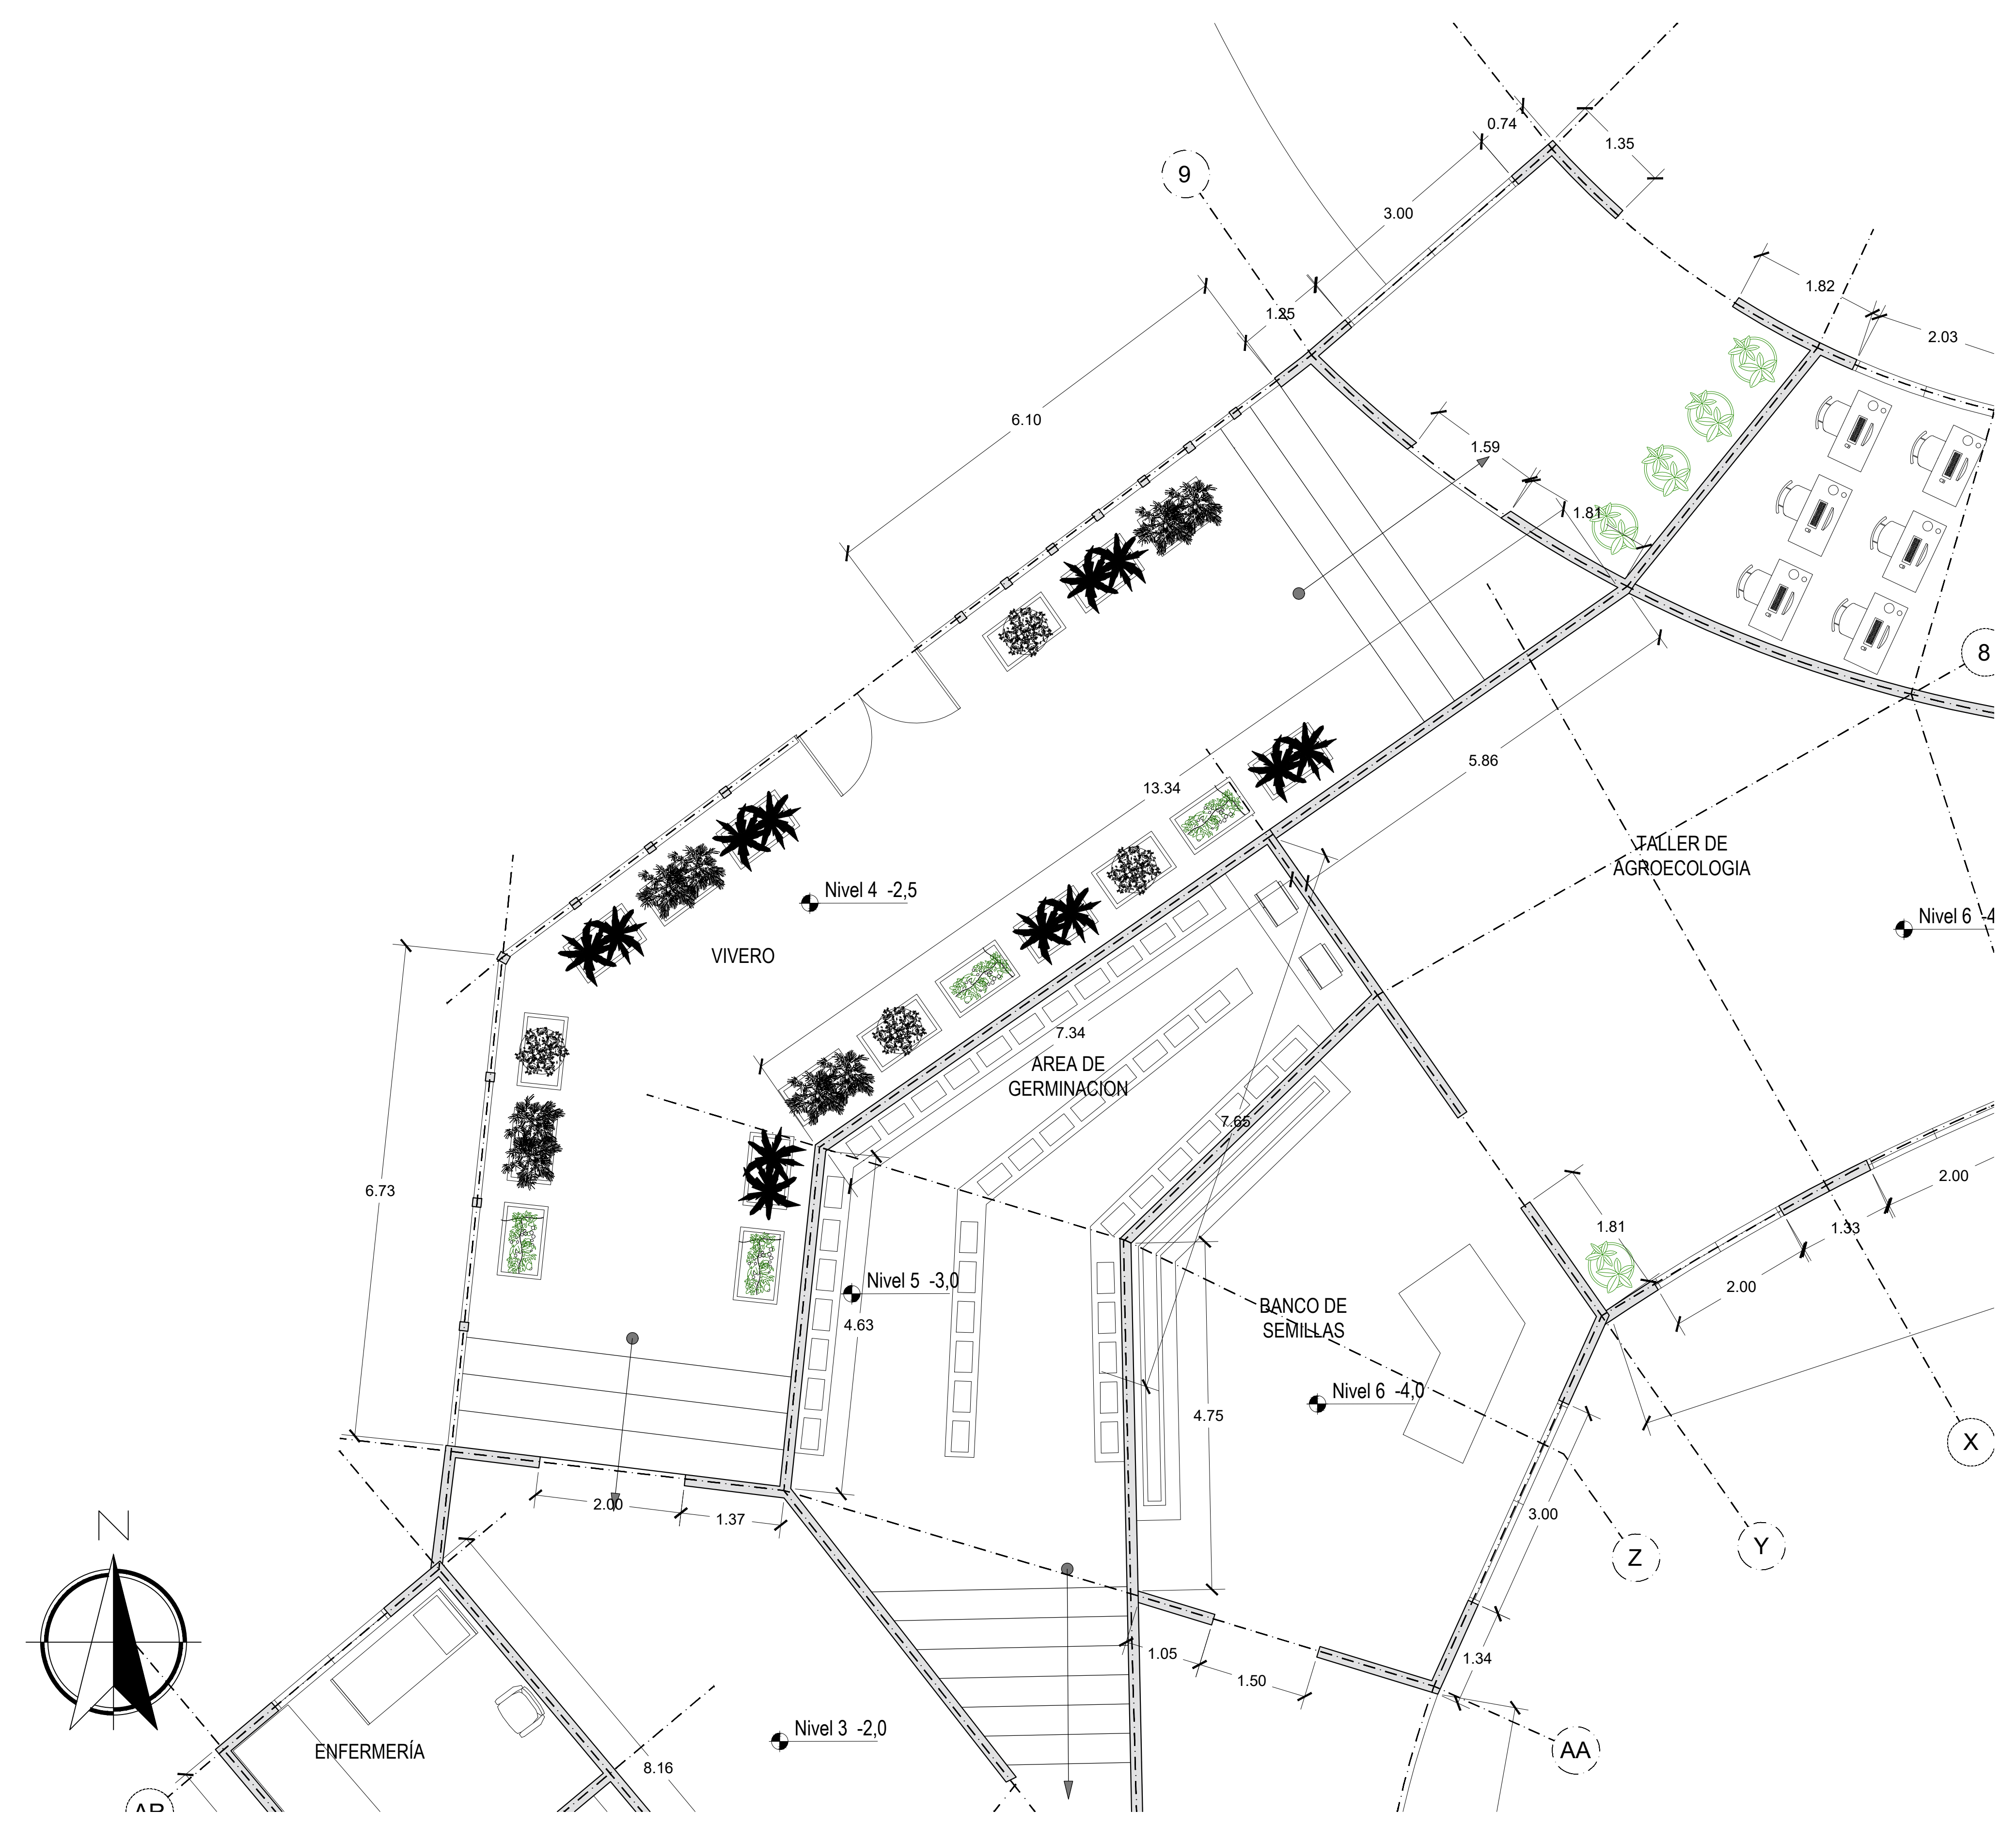 0.74
1.35
9
3.00
1.82
1.25
2.03
6.10
1.59
1.81
8
5.86
13.34
TALLER DE
AGROECOLOGIA
Nivel 4 -2,5
Nivel 6 -4
VIVERO
7.34
AREA DE
GERMINACION
7.65
6.73
2.00
1.81
1.33
Nivel 5 -3,0
2.00
BANCO DE
SEMILLAS
4.63
Nivel 6 -4,0
4.75
X
2.00
1.37
3.00
N
Z
Y
1.05
1.34
1.50
Nivel 3 -2,0
ENFERMERÍA
AA
8.16